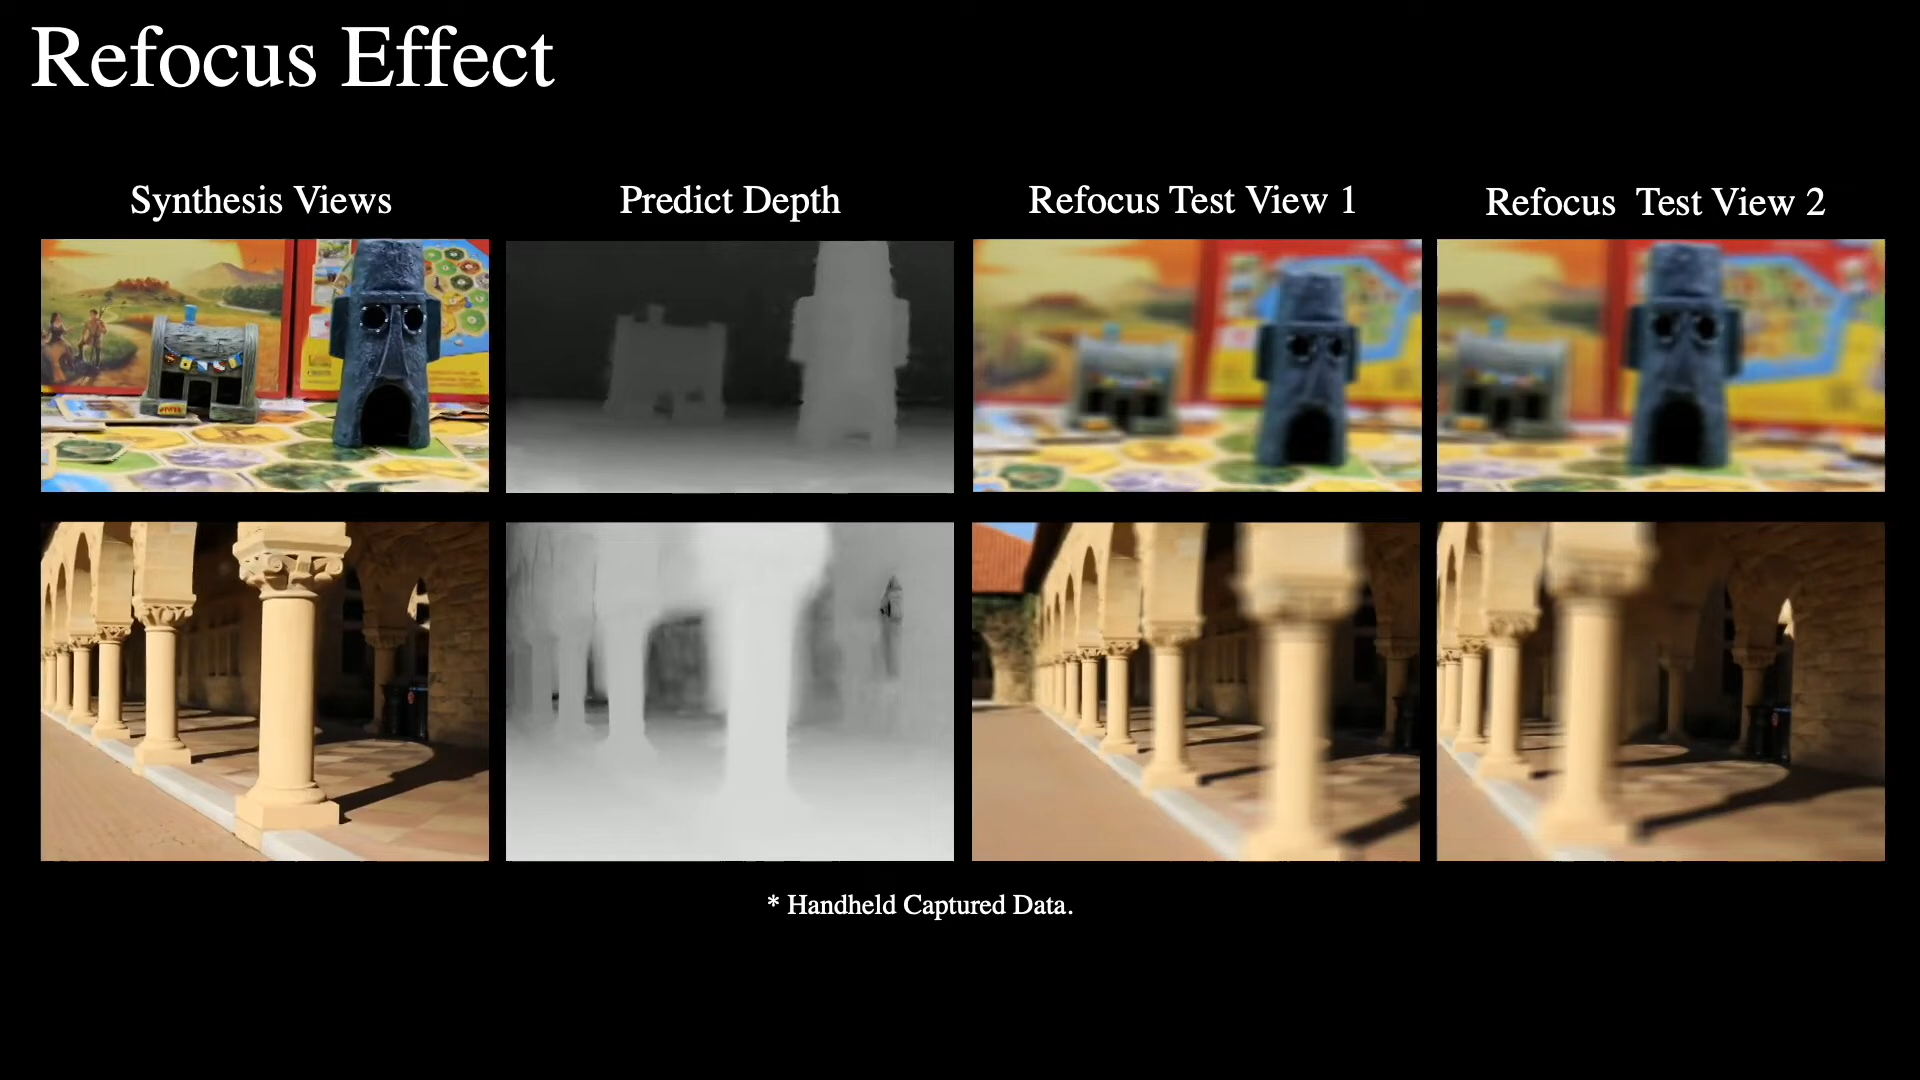 Refocus Effect
Synthesis Views
Predict Depth
Refocus Test View 1
Refocus Test View 2
* Handheld Captured Data.